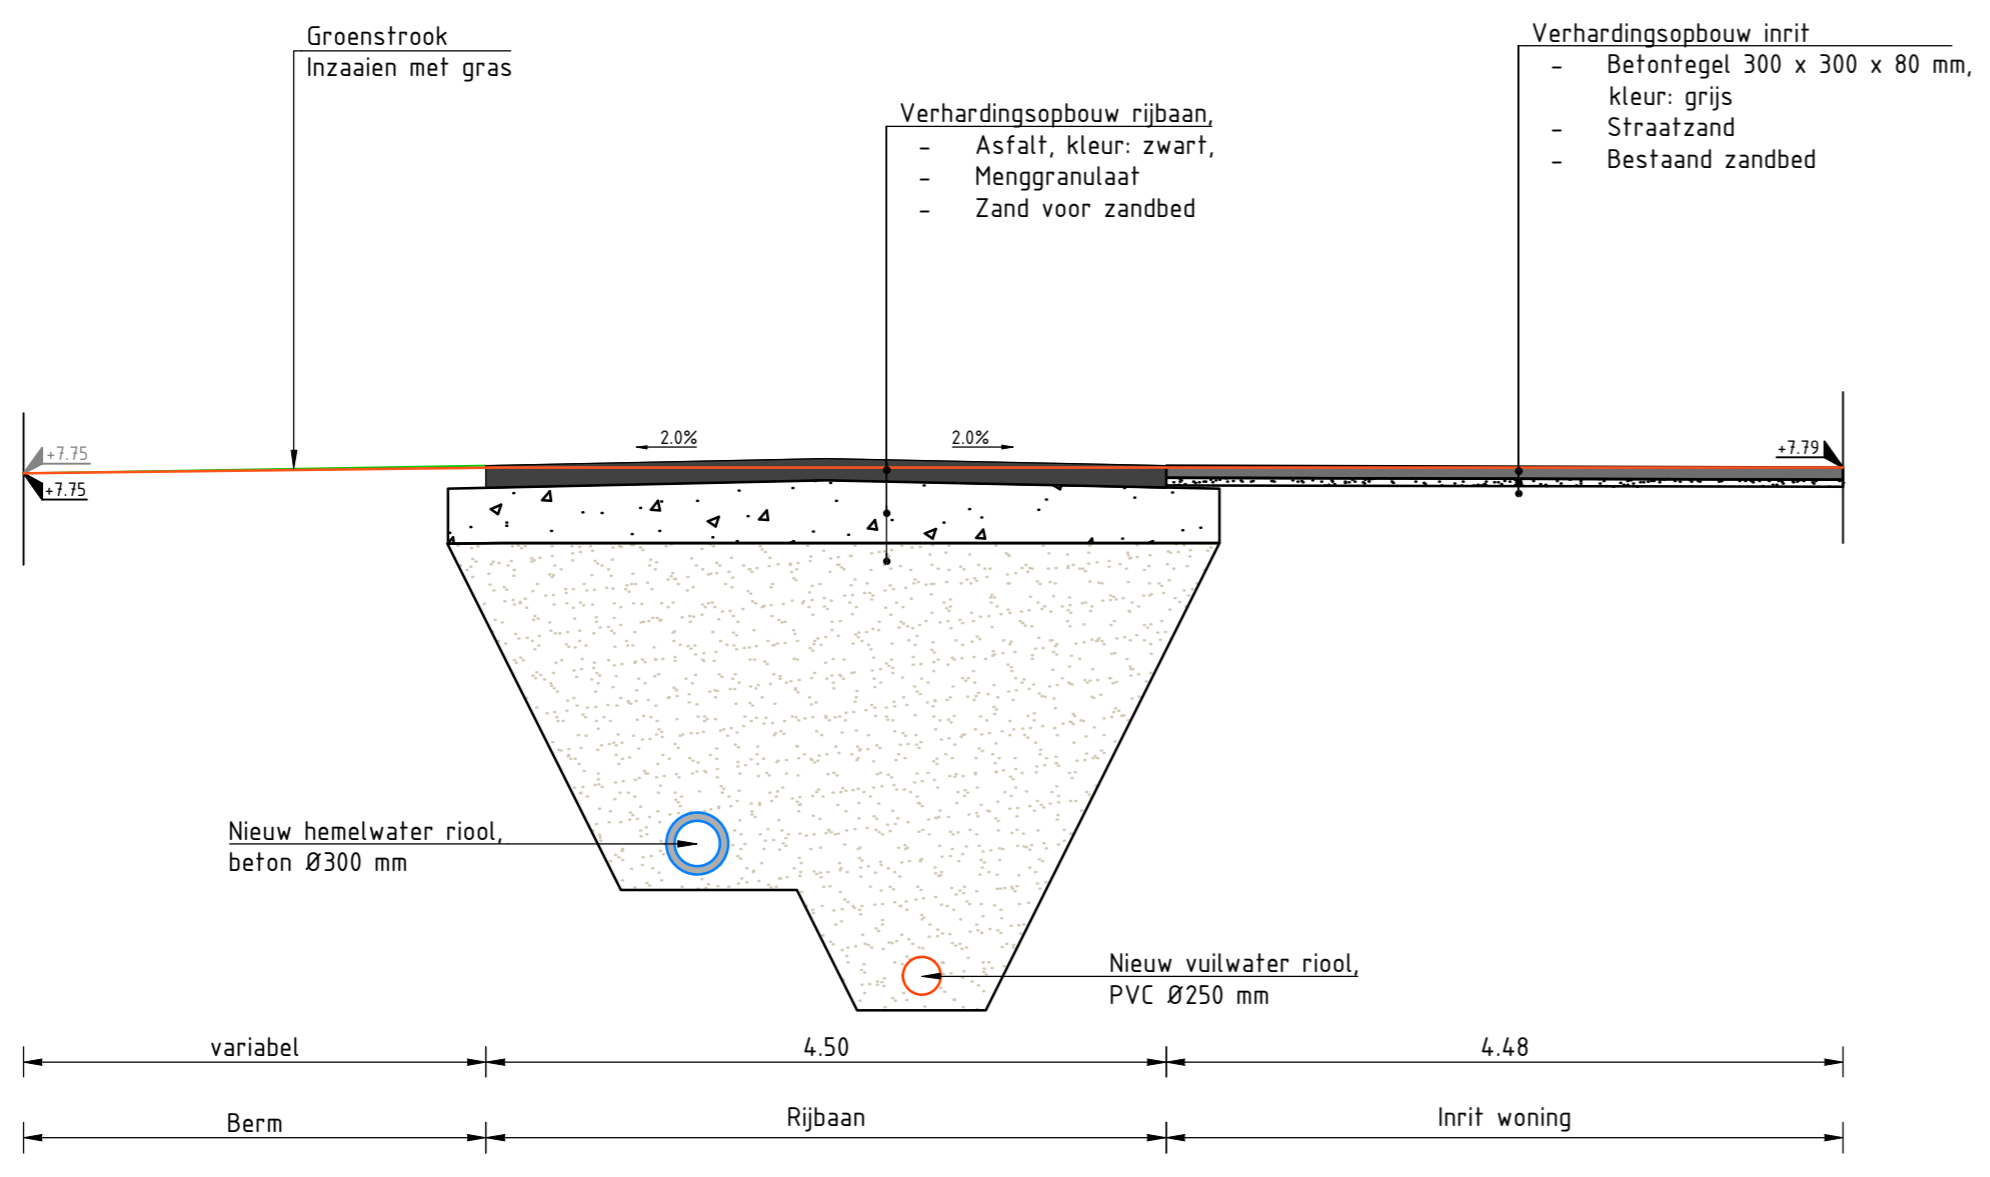 Groenstrook
Inzaaien met gras
Verhardingsopbouw rijbaan,
- Asfalt, kleur: zwart,
- Menggranulaat
- Zand voor zandbed
Verhardingsopbouw inrit
- Betontegel 300 x 300 x 80 mm,
kleur: grijs
- Straatzand
- Bestaand zandbed
2.0%
2.0%
+7.75
+7.75
+7.79
Nieuw hemelwater riool,
beton Ø300 mm
Nieuw vuilwater riool,
PVC Ø250 mm
variabel
4.50
4.48
Berm
Rijbaan
Inrit woning